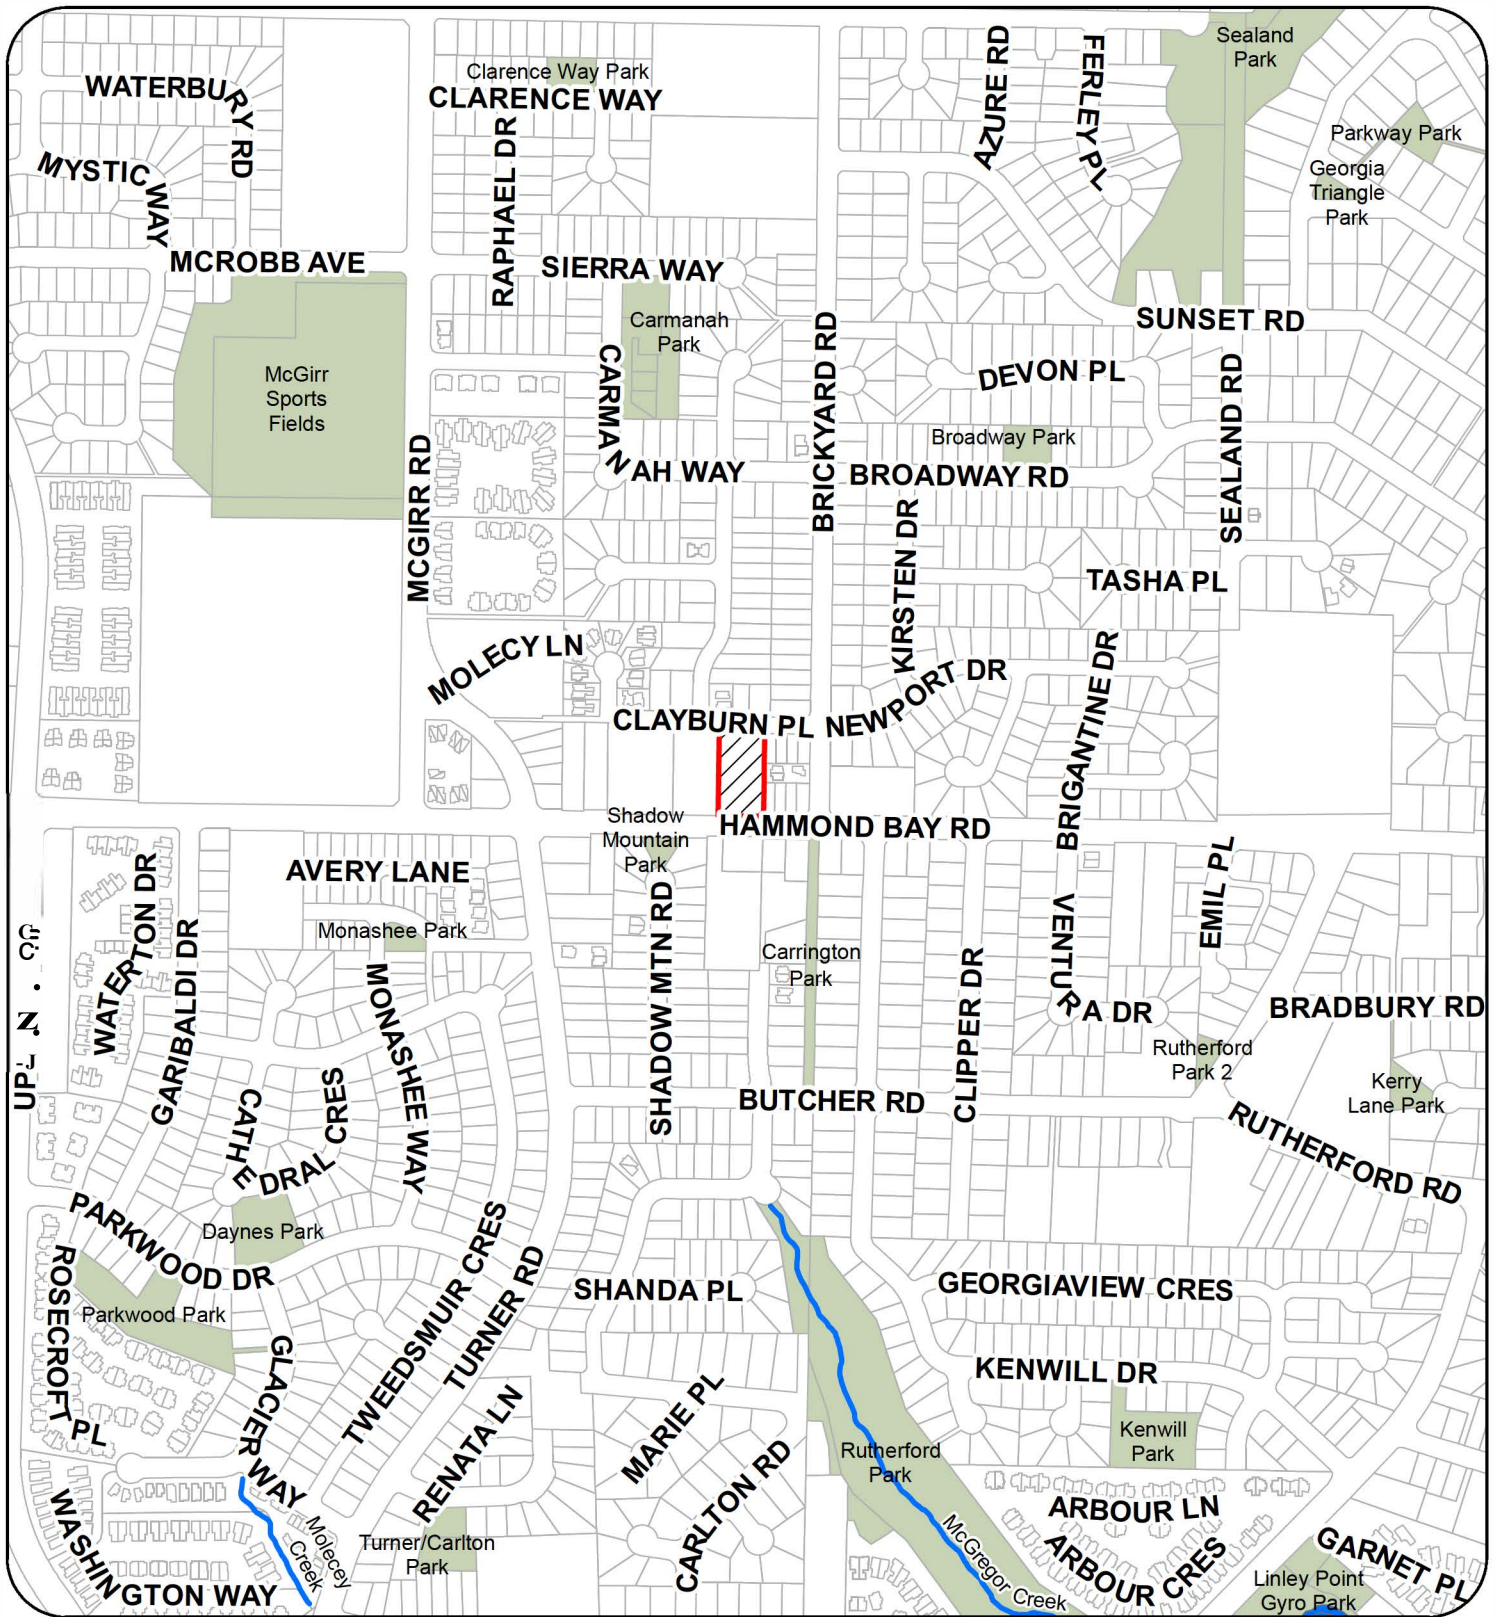 Sealand
Park
Clarence Way Park
CLARENCE WAY
WATERBURY RD
AZURE RD
FERLEY PL
Parkway Park
Georgia
Triangle
Park
MYSTIC WAY
RAPHAEL DR
MCROBB AVE
SIERRA WAY
Carmanah
Park
SUNSET RD
BRICKYARD RD
CARMANAH WAY
McGirr
Sports
Fields
DEVON PL
SEALAND RD
Broadway Park
BROADWAY RD
MCGIRR RD
KIRSTEN DR
TASHA PL
MOLECY LN
BRIGANTINE DR
CLAYBURN PL
NEWPORT DR
Shadow
Mountain
Park
HAMMOND BAY RD
AVERY LANE
WATERTON DR
EMIL PL
GARIBALDI DR
Monashee Park
SHADOW MTN RD
Carrington
Park
CLIPPER DR
VENTURA DR
BRADBURY RD
MONASHEE WAY
Rutherford
Park 2
Kerry
Lane Park
UP
CATHEDRAL CRES
BUTCHER RD
RUTHERFORD RD
PARKWOOD DR
Daynes Park
TWEEDSMUIR CRES
TURNER RD
ROSECROFT PL
Parkwood Park
SHANDA PL
GEORGIAVIEW CRES
GLACIER WAY
KENWILL DR
RENATA LN
MARIE PL
Kenwill
Park
Rutherford
Park
CARLTON RD
WASHINGTON WAY
Molecey
Creek
Turner/Carlton
Park
McGregor Creek
ARBOUR LN
ARBOUR CRES
GARNET PL
Linley Point
Gyro Park